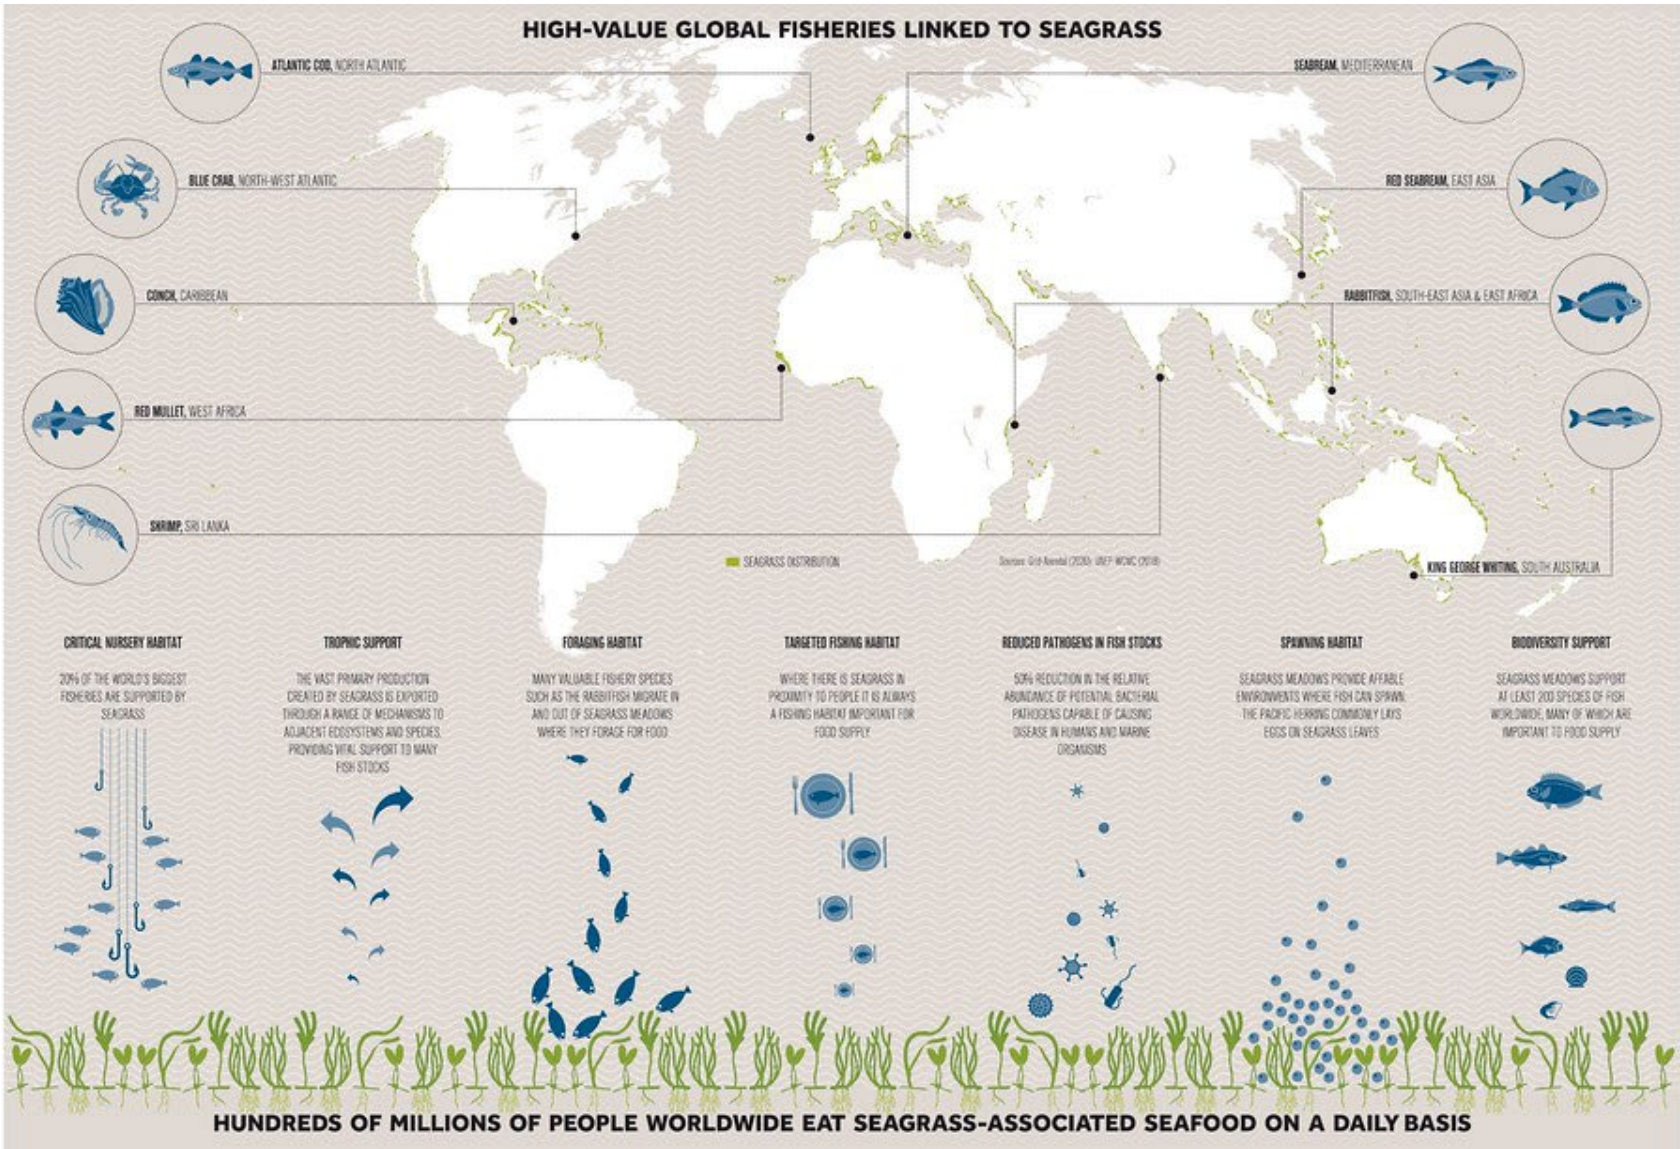 HIGH-VALUE GLOBAL FISHERIES LINKED TO SEAGRASS
ATLANTIC COD, NORTH ATLANTIC
SEABREAM, MEDITERRANEAN
BLUE CRAB, NORTH-WEST ATLANTIC
RED SEABREAM, EAST ASIA
CONCH, CARIBBEAN
RABBITFISH, SOUTH-EAST ASIA & EAST AFRICA
RED MULLET, WEST AFRICA
SHRIMP, SRI LANKA
SEAGRASS DISTRIBUTION
Sources: Grid-Arendal (2020); UNEP-WCMC (2018)
KING GEORGE WHITING, SOUTH AUSTRALIA
CRITICAL NURSERY HABITAT
20% OF THE WORLD'S BIGGEST
FISHERIES ARE SUPPORTED BY
SEAGRASS
TROPHIC SUPPORT
THE VAST PRIMARY PRODUCTION
CREATED BY SEAGRASS IS EXPORTED
THROUGH A RANGE OF MECHANISMS TO
ADJACENT ECOSYSTEMS AND SPECIES,
PROVIDING VITAL SUPPORT TO MANY
FISH STOCKS
FORAGING HABITAT
MANY VALUABLE FISHERY SPECIES
SUCH AS THE RABBITFISH MIGRATE IN
AND OUT OF SEAGRASS MEADOWS
WHERE THEY FORAGE FOR FOOD
TARGETED FISHING HABITAT
WHERE THERE IS SEAGRASS IN
PROXIMITY TO PEOPLE IT IS ALWAYS
A FISHING HABITAT IMPORTANT FOR
FOOD SUPPLY
REDUCED PATHOGENS IN FISH STOCKS
50% REDUCTION IN THE RELATIVE
ABUNDANCE OF POTENTIAL BACTERIAL
PATHOGENS CAPABLE OF CAUSING
DISEASE IN HUMANS AND MARINE
ORGANISMS
SPAWNING HABITAT
SEAGRASS MEADOWS PROVIDE AFFABLE
ENVIRONMENTS WHERE FISH CAN SPAWN.
THE PACIFIC HERRING COMMONLY LAYS
EGGS ON SEAGRASS LEAVES
BIODIVERSITY SUPPORT
SEAGRASS MEADOWS SUPPORT
AT LEAST 200 SPECIES OF FISH
WORLDWIDE, MANY OF WHICH ARE
IMPORTANT TO FOOD SUPPLY
HUNDREDS OF MILLIONS OF PEOPLE WORLDWIDE EAT SEAGRASS-ASSOCIATED SEAFOOD ON A DAILY BASIS